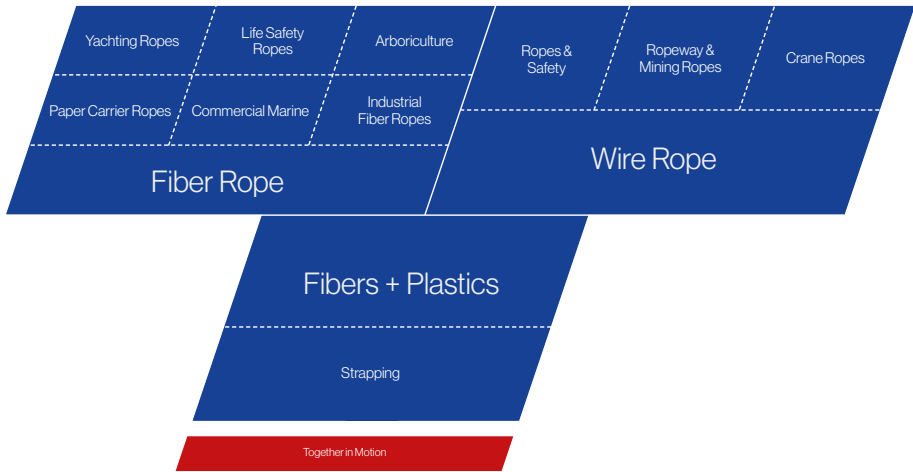 Yachting Ropes
Life Safety
Ropes
Arboriculture
Ropes &
Safety
Ropeway &
Mining Ropes
Crane Ropes
Paper Carrier Ropes
Commercial Marine
Industrial
Fiber Ropes
Fiber Rope
Wire Rope
Fibers + Plastics
Strapping
Together in Motion